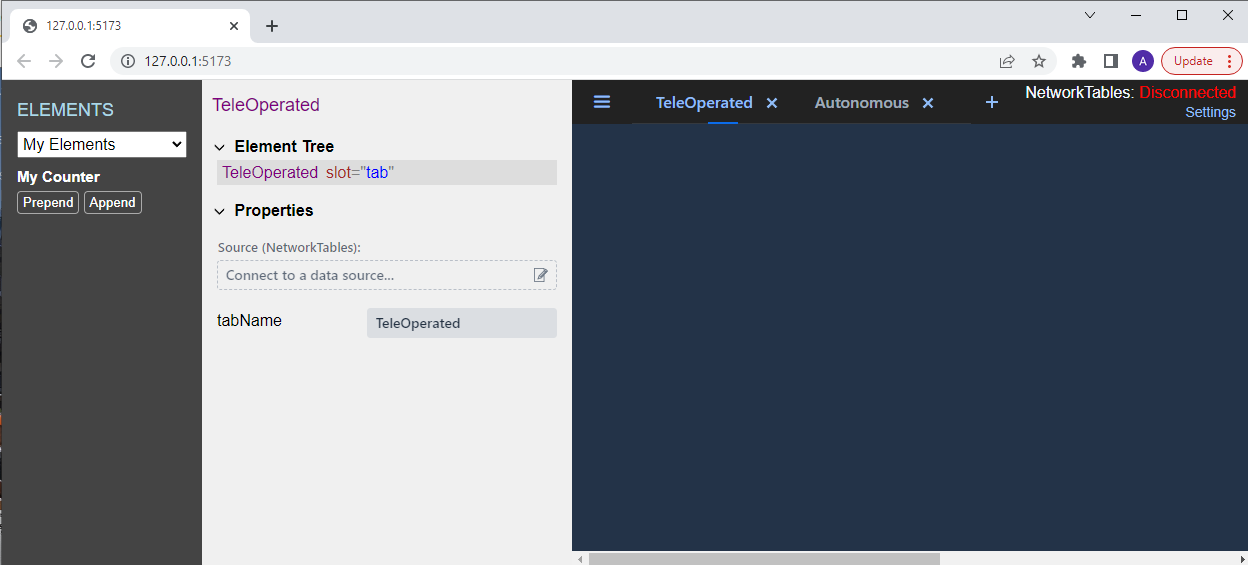 127.0.0.1:5173
127.0.0.1:5173
A
Update
ELEMENTS
My Elements
My Counter
Prepend Append
TeleOperated
Element Tree
TeleOperated slot="tab"
Properties
Source (NetworkTables):
Connect to a data source...
tabName TeleOperated
TeleOperated Autonomous
NetworkTables: Disconnected
Settings